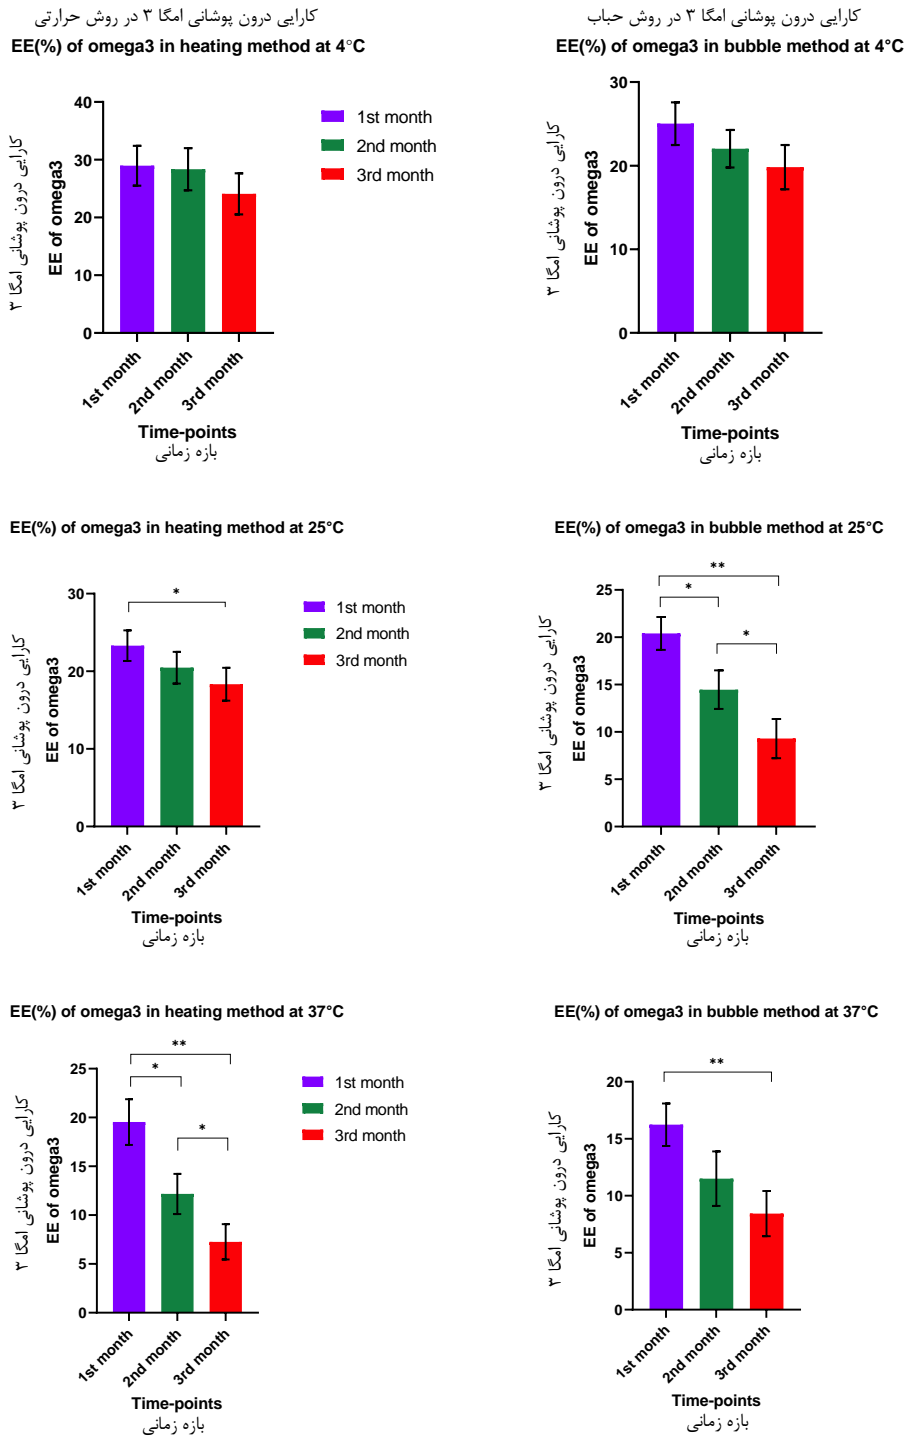 کارایی درون پوشانی امگا ۳ در روش حرارتی
EE(%) of omega3 in heating method at 4°C
کارایی درون پوشانی امگا ۳
EE of omega3
40
30
20
10
0
1st month
2nd month
3rd month
1st month
2nd month
3rd month
Time-points
بازه زمانی
کارایی درون پوشانی امگا ۳ در روش حباب
EE(%) of omega3 in bubble method at 4°C
کارایی درون پوشانی امگا ۳
EE of omega3
30
20
10
0
1st month
2nd month
3rd month
Time-points
بازه زمانی
EE(%) of omega3 in heating method at 25°C
کارایی درون پوشانی امگا ۳
EE of omega3
30
20
10
0
*
1st month
2nd month
3rd month
1st month
2nd month
3rd month
Time-points
بازه زمانی
EE(%) of omega3 in bubble method at 25°C
کارایی درون پوشانی امگا ۳
EE of omega3
25
20
15
10
5
0
**
*
*
1st month
2nd month
3rd month
Time-points
بازه زمانی
EE(%) of omega3 in heating method at 37°C
کارایی درون پوشانی امگا ۳
EE of omega3
25
20
15
10
5
0
**
*
*
1st month
2nd month
3rd month
1st month
2nd month
3rd month
Time-points
بازه زمانی
EE(%) of omega3 in bubble method at 37°C
کارایی درون پوشانی امگا ۳
EE of omega3
20
15
10
5
0
**
1st month
2nd month
3rd month
Time-points
بازه زمانی